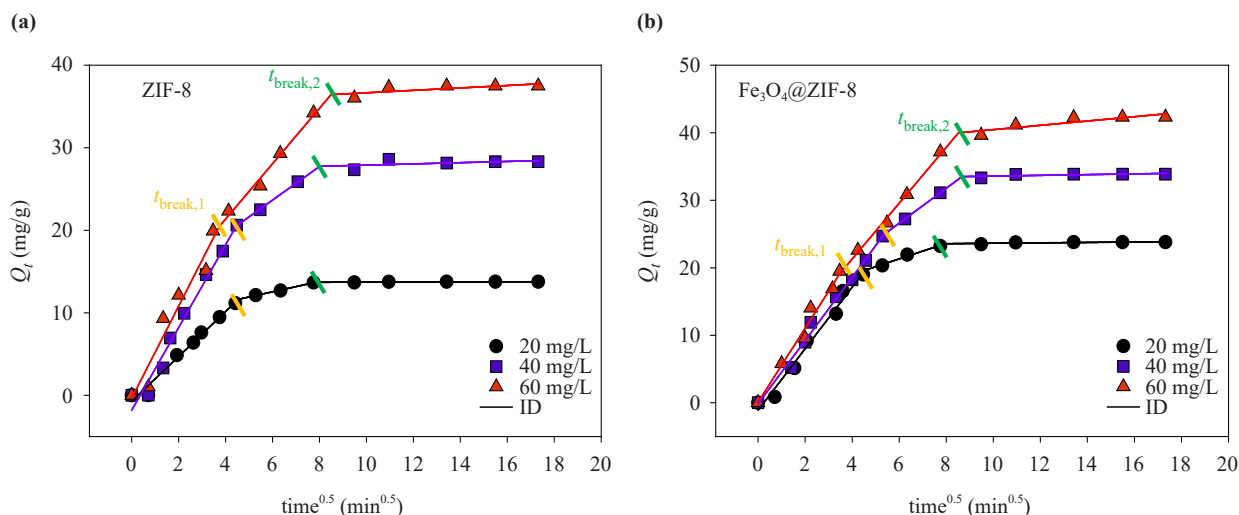 (a)
ZIF-8
t_break,2
t_break,1
40
30
20
10
0
Q_t (mg/g)
20 mg/L
40 mg/L
60 mg/L
ID
0 2 4 6 8 10 12 14 16 18 20
time^0.5 (min^0.5)
(b)
Fe₃O₄@ZIF-8
t_break,2
t_break,1
50
40
30
20
10
0
Q_t (mg/g)
20 mg/L
40 mg/L
60 mg/L
ID
0 2 4 6 8 10 12 14 16 18 20
time^0.5 (min^0.5)